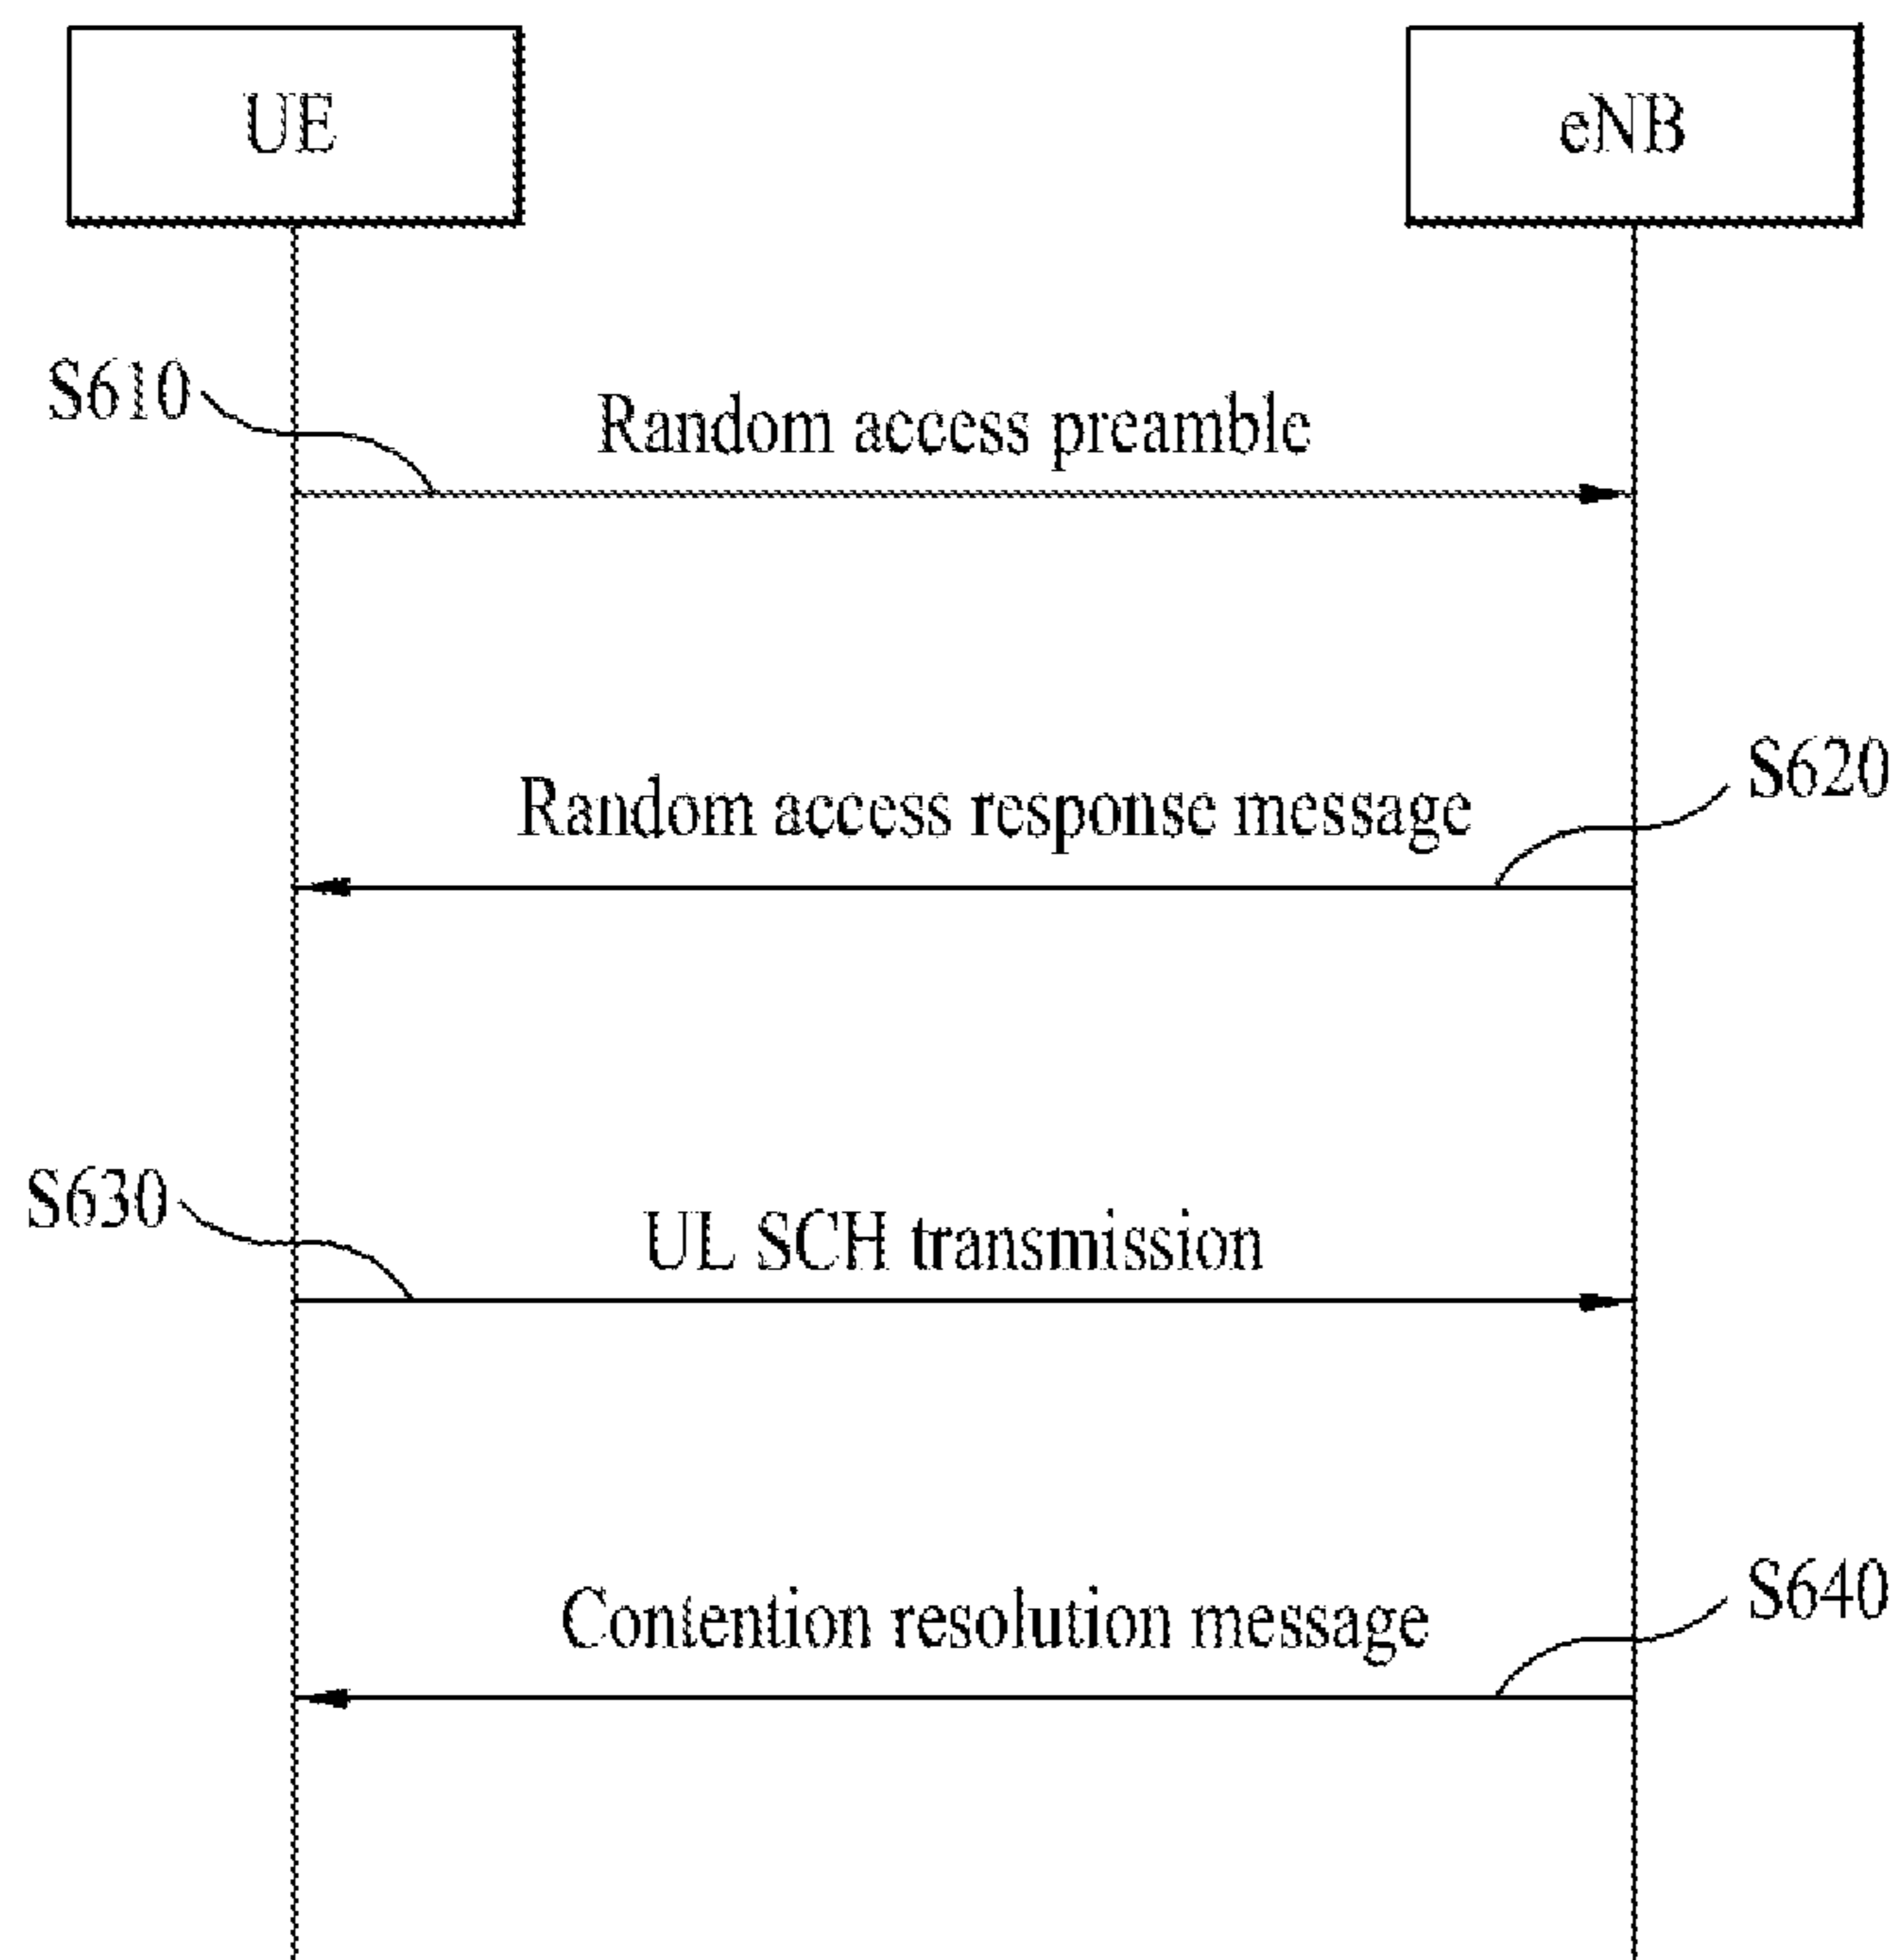 UE
eNB
S610
Random access preamble
S620
Random access response message
S630
UL SCH transmission
S640
Contention resolution message